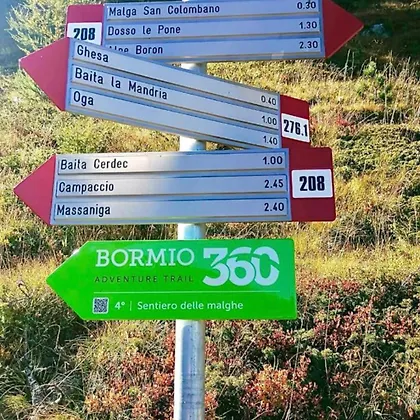 Malga San Colombano 0.30
208 Dosso le Pone 1.30
Alpe Boron 2.30
Ghesa 0.40
Baita la Mandria 1.00
Oga 1.40
276.1
Baita Cerdec 1.00
Campaccio 2.45
Massaniga 2.40
208
BORMIO 360
ADVENTURE TRAIL
4° | Sentiero delle malghe